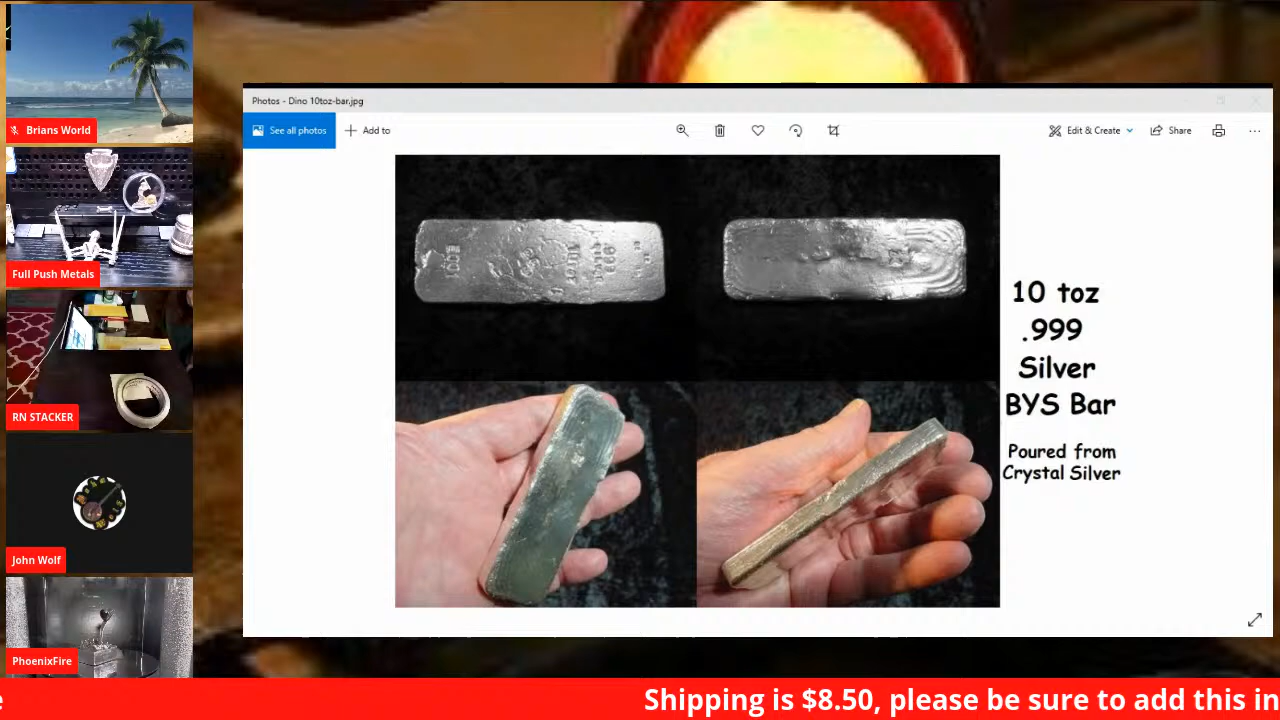 Brians World
Full Push Metals
RN STACKER
John Wolf
PhoenixFire
Photos - Dino 10toz-bar.jpg
See all photos
Add to
Edit & Create
Share
10 toz
.999
Silver
BYS Bar
Poured from
Crystal Silver
e
Shipping is $8.50, please be sure to add this in